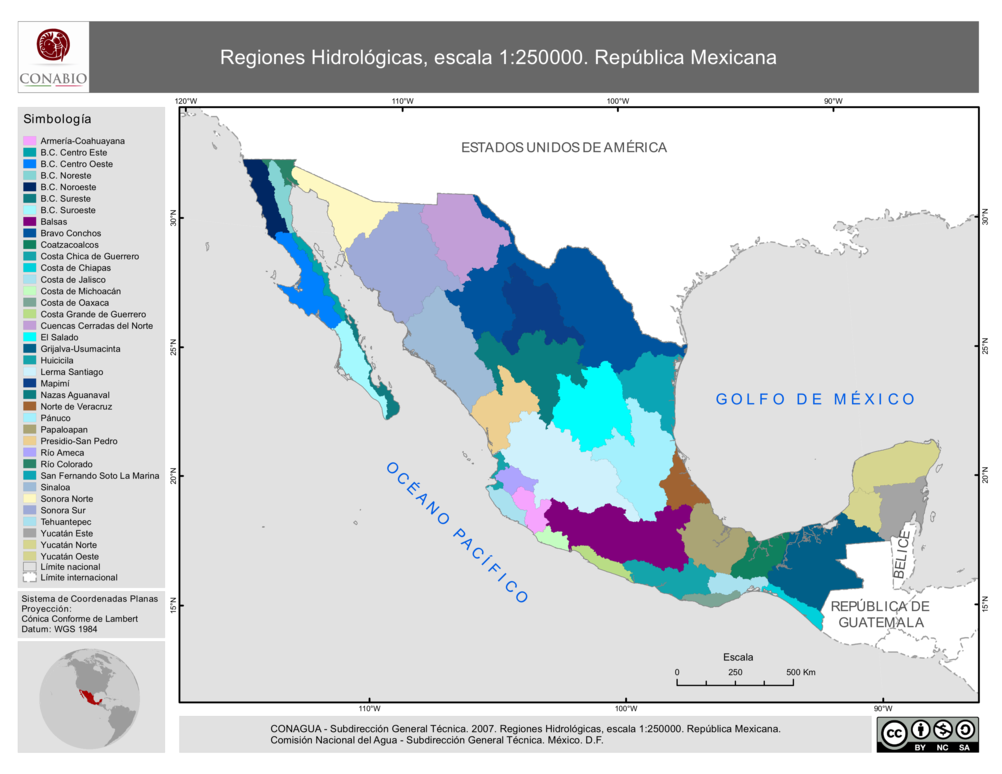 CONABIO
Regiones Hidrológicas, escala 1:250000. República Mexicana
Simbología
Armería-Coahuayana
B.C. Centro Este
B.C. Centro Oeste
B.C. Noreste
B.C. Noroeste
B.C. Sureste
B.C. Suroeste
Balsas
Bravo Conchos
Coatzacoalcos
Costa Chica de Guerrero
Costa de Chiapas
Costa de Jalisco
Costa de Michoacán
Costa de Oaxaca
Costa Grande de Guerrero
Cuencas Cerradas del Norte
El Salado
Grijalva-Usumacinta
Huicicila
Lerma Santiago
Mapimí
Nazas Aguanaval
Norte de Veracruz
Pánuco
Papaloapan
Presidio-San Pedro
Río Ameca
Río Colorado
San Fernando Soto La Marina
Sinaloa
Sonora Norte
Sonora Sur
Tehuantepec
Yucatán Este
Yucatán Norte
Yucatán Oeste
Límite nacional
Límite internacional
Sistema de Coordenadas Planas
Proyección:
Cónica Conforme de Lambert
Datum: WGS 1984
120°W
110°W
100°W
90°W
30°N
25°N
20°N
15°N
30°N
25°N
20°N
15°N
110°W
100°W
90°W
ESTADOS UNIDOS DE AMÉRICA
GOLFO DE MÉXICO
OCÉANO PACÍFICO
BELICE
REPÚBLICA DE
GUATEMALA
Escala
0 250 500 Km
CONAGUA - Subdirección General Técnica. 2007. Regiones Hidrológicas, escala 1:250000. República Mexicana.
Comisión Nacional del Agua - Subdirección General Técnica. México. D.F.
cc
BY NC SA